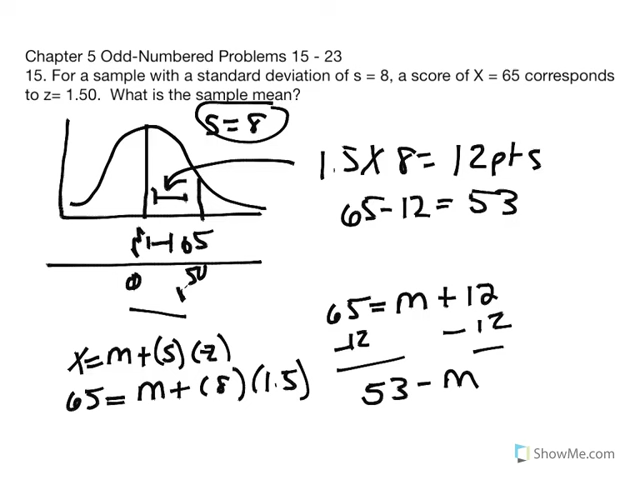 Chapter 5 Odd-Numbered Problems 15 - 23
15. For a sample with a standard deviation of s = 8, a score of X = 65 corresponds
to z= 1.50.  What is the sample mean?
s = 8
1.5 X 8 = 12 pts
65 - 12 = 53
65
0
65 = m + 12
-12 - 12
53 - m
X = m + (s)(z)
65 = m + (8)(1.5)
ShowMe.com